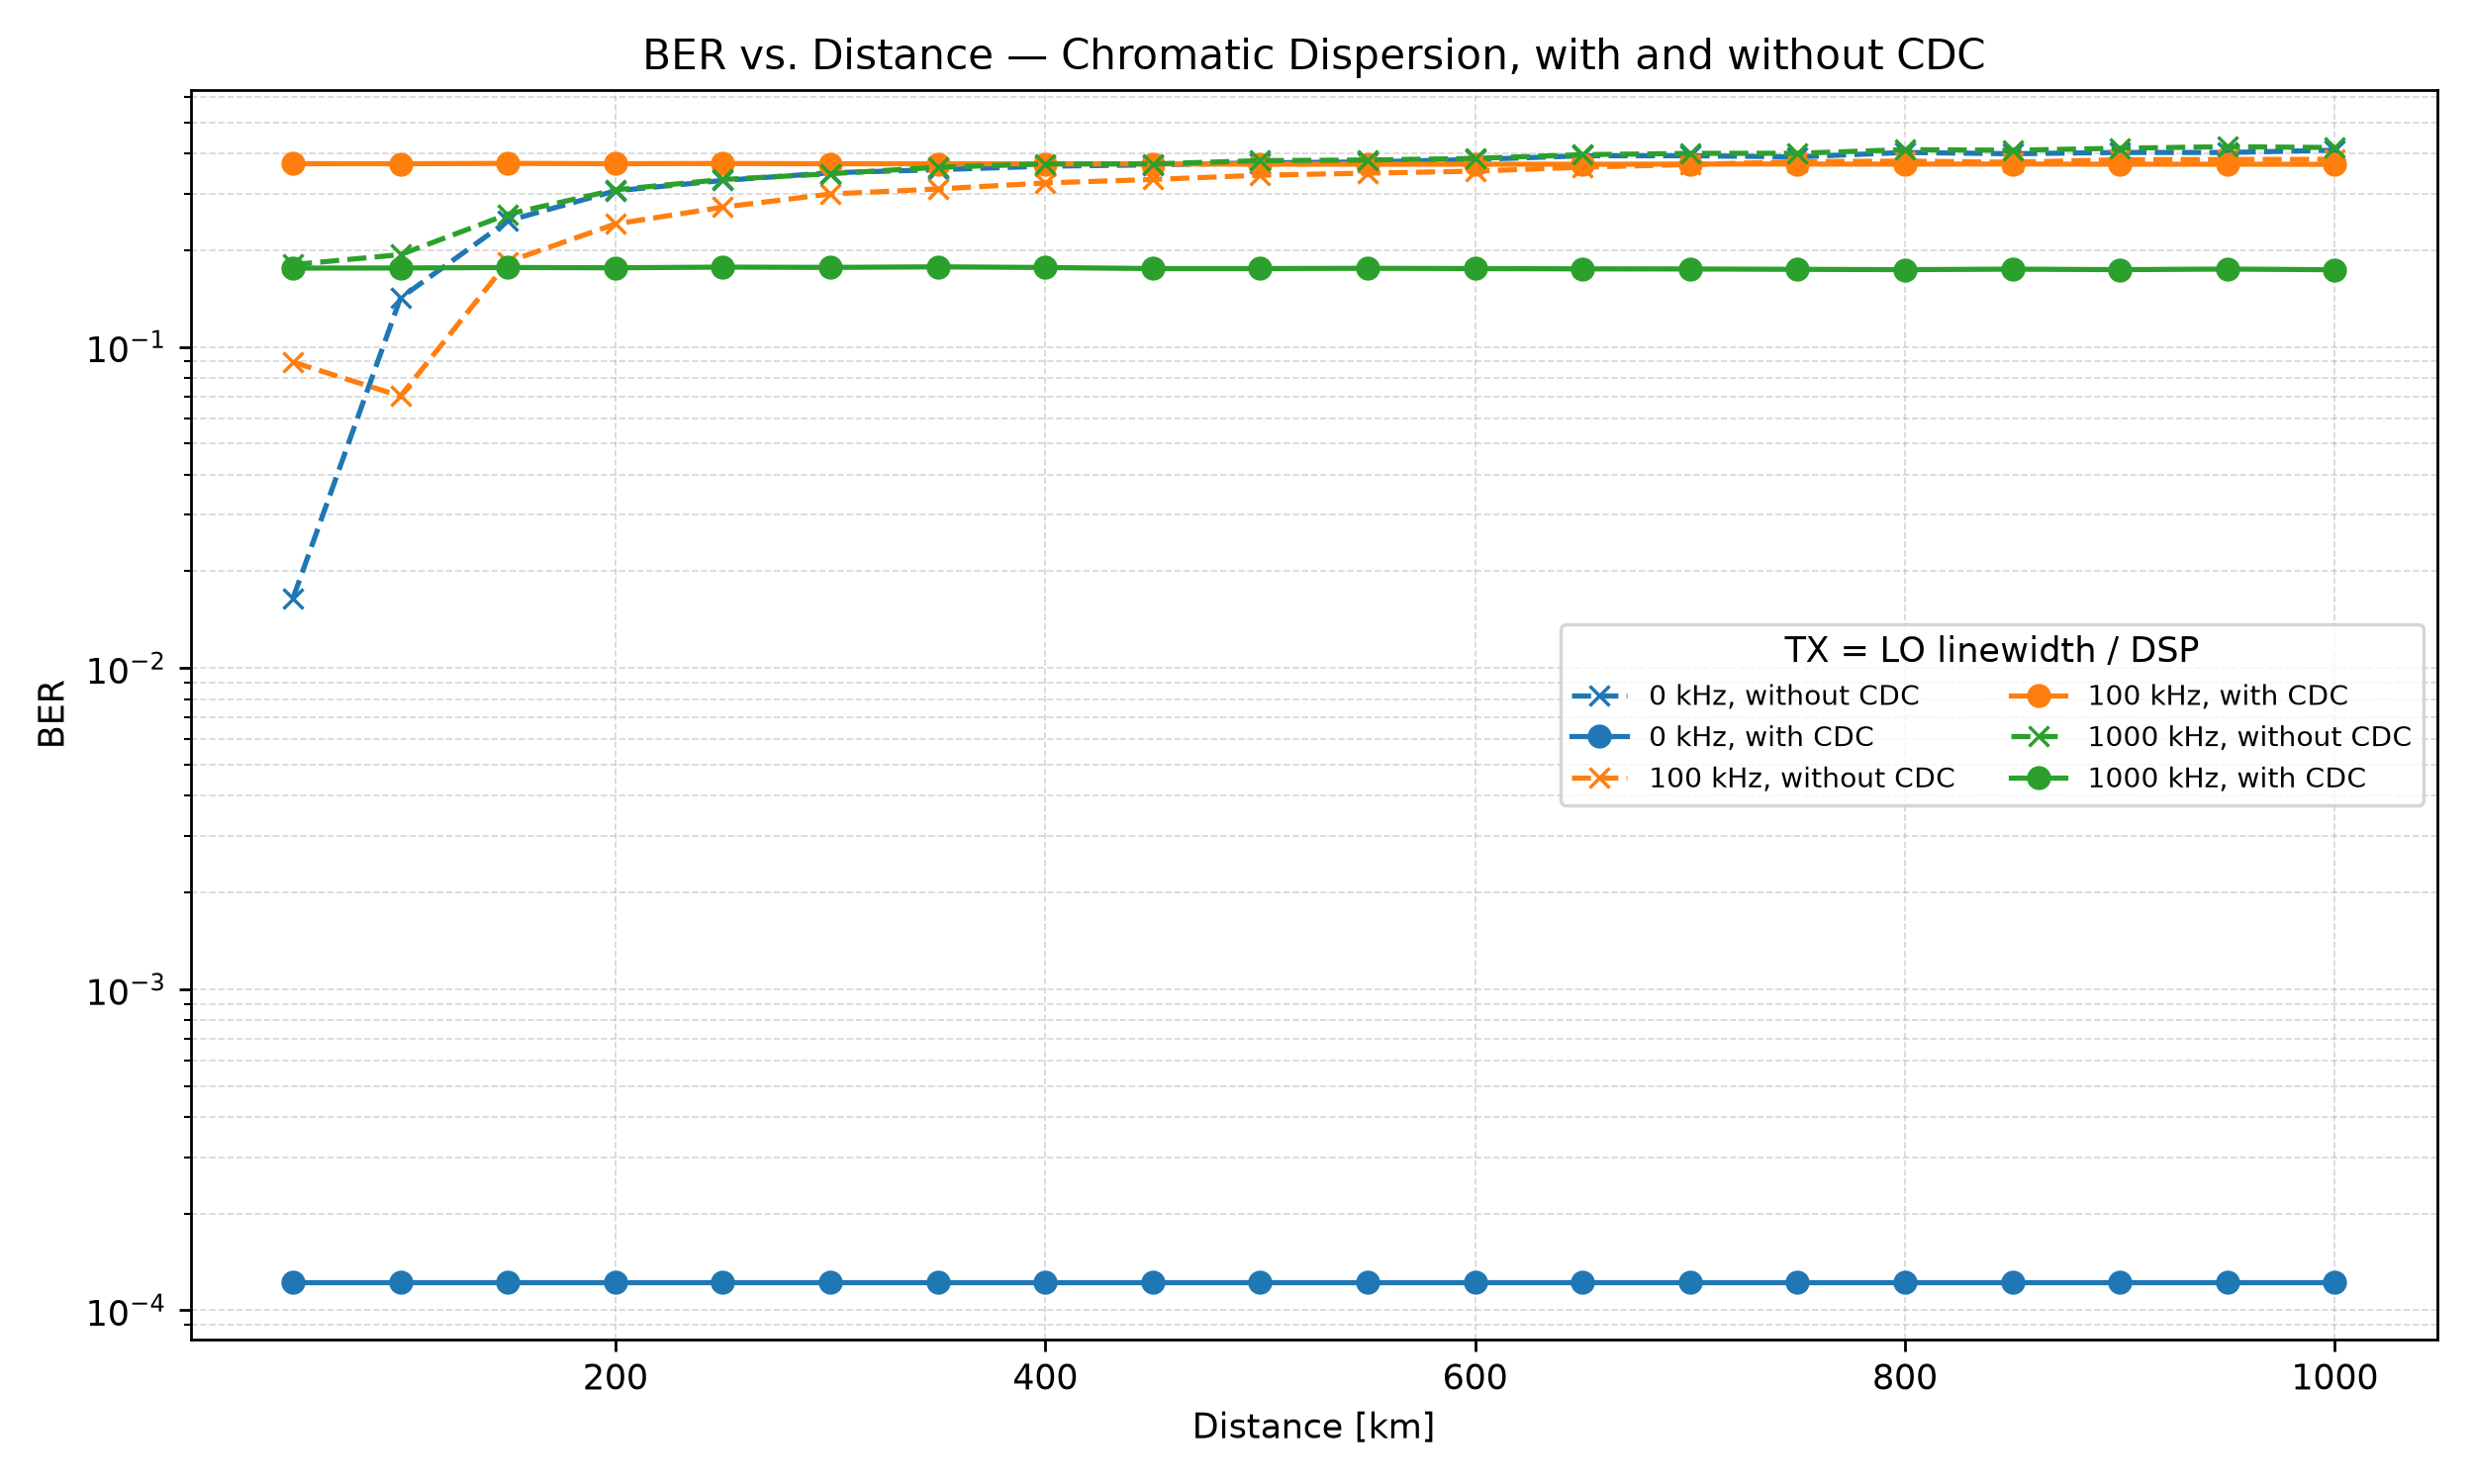 BER vs. Distance — Chromatic Dispersion, with and without CDC
BER
10⁻¹
10⁻²
10⁻³
10⁻⁴
TX = LO linewidth / DSP
0 kHz, without CDC
0 kHz, with CDC
100 kHz, without CDC
100 kHz, with CDC
1000 kHz, without CDC
1000 kHz, with CDC
200 400 600 800 1000
Distance [km]